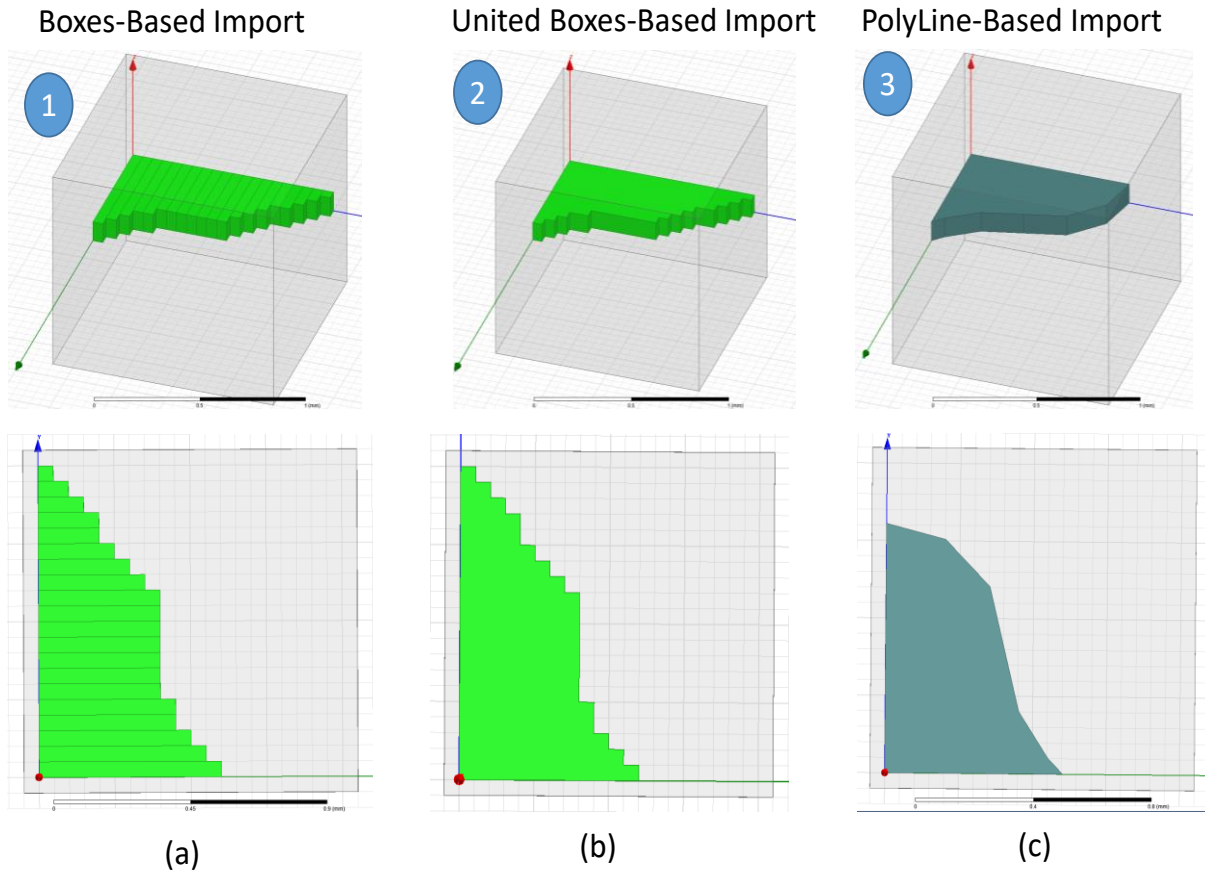 Boxes-Based Import
United Boxes-Based Import
PolyLine-Based Import
1
2
3
0
0.5
1 (mm)
0
0.5
1 (mm)
0
0.5
1 (mm)
0
0.45
0.9 (mm)
0
0.4
0.8 (mm)
(a)
(b)
(c)